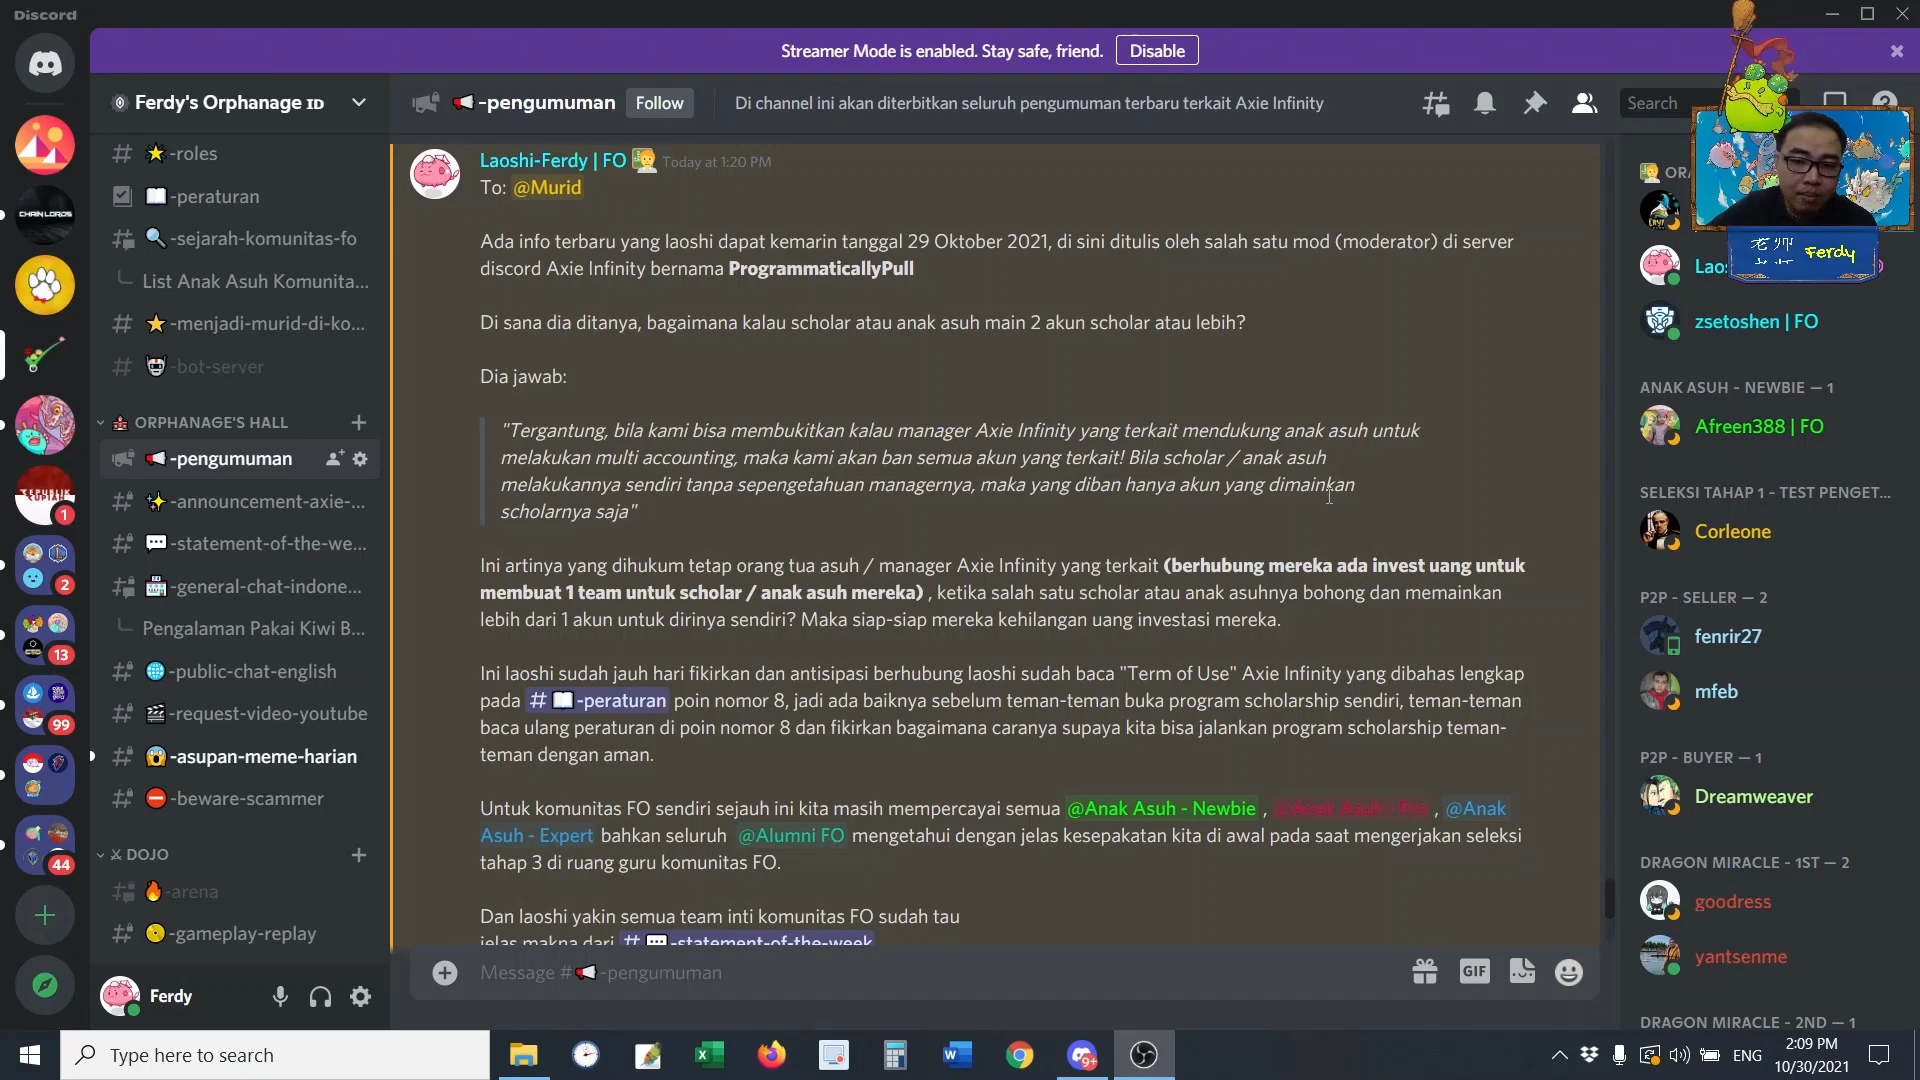 Discord
Streamer Mode is enabled. Stay safe, friend.
Disable
Ferdy's Orphanage ID
-pengumuman
Follow
Di channel ini akan diterbitkan seluruh pengumuman terbaru terkait Axie Infinity
Search
-roles
-peraturan
-sejarah-komunitas-fo
List Anak Asuh Komunita...
-menjadi-murid-di-ko...
-bot-server
ORPHANAGE'S HALL
-pengumuman
-announcement-axie-...
-statement-of-the-we...
-general-chat-indone...
Pengalaman Pakai Kiwi B...
-public-chat-english
-request-video-youtube
-asupan-meme-harian
-beware-scammer
DOJO
-arena
-gameplay-replay
Ferdy
CHAIN LORDS
1
2
13
99
44
Laoshi-Ferdy | FO Today at 1:20 PM
To: @Murid
Ada info terbaru yang laoshi dapat kemarin tanggal 29 Oktober 2021, di sini ditulis oleh salah satu mod (moderator) di server
discord Axie Infinity bernama ProgrammaticallyPull
Di sana dia ditanya, bagaimana kalau scholar atau anak asuh main 2 akun scholar atau lebih?
Dia jawab:
"Tergantung, bila kami bisa membukitkan kalau manager Axie Infinity yang terkait mendukung anak asuh untuk
melakukan multi accounting, maka kami akan ban semua akun yang terkait! Bila scholar / anak asuh
melakukannya sendiri tanpa sepengetahuan managernya, maka yang diban hanya akun yang dimainkan
scholarnya saja"
Ini artinya yang dihukum tetap orang tua asuh / manager Axie Infinity yang terkait (berhubung mereka ada invest uang untuk
membuat 1 team untuk scholar / anak asuh mereka) , ketika salah satu scholar atau anak asuhnya bohong dan memainkan
lebih dari 1 akun untuk dirinya sendiri? Maka siap-siap mereka kehilangan uang investasi mereka.
Ini laoshi sudah jauh hari fikirkan dan antisipasi berhubung laoshi sudah baca "Term of Use" Axie Infinity yang dibahas lengkap
pada # -peraturan poin nomor 8, jadi ada baiknya sebelum teman-teman buka program scholarship sendiri, teman-teman
baca ulang peraturan di poin nomor 8 dan fikirkan bagaimana caranya supaya kita bisa jalankan program scholarship teman-
teman dengan aman.
Untuk komunitas FO sendiri sejauh ini kita masih mempercayai semua @Anak Asuh - Newbie , @Anak Asuh - Pro , @Anak
Asuh - Expert bahkan seluruh @Alumni FO mengetahui dengan jelas kesepakatan kita di awal pada saat mengerjakan seleksi
tahap 3 di ruang guru komunitas FO.
Dan laoshi yakin semua team inti komunitas FO sudah tau
jelas makna dari # -statement-of-the-week
Message # -pengumuman
GIF
老师 Ferdy
zsetoshen | FO
ANAK ASUH - NEWBIE — 1
Afreen388 | FO
SELEKSI TAHAP 1 - TEST PENGET...
Corleone
P2P - SELLER — 2
fenrir27
mfeb
P2P - BUYER — 1
Dreamweaver
DRAGON MIRACLE - 1ST — 2
goodress
yantsenme
DRAGON MIRACLE - 2ND — 1
Type here to search
9+
ENG
2:09 PM
10/30/2021